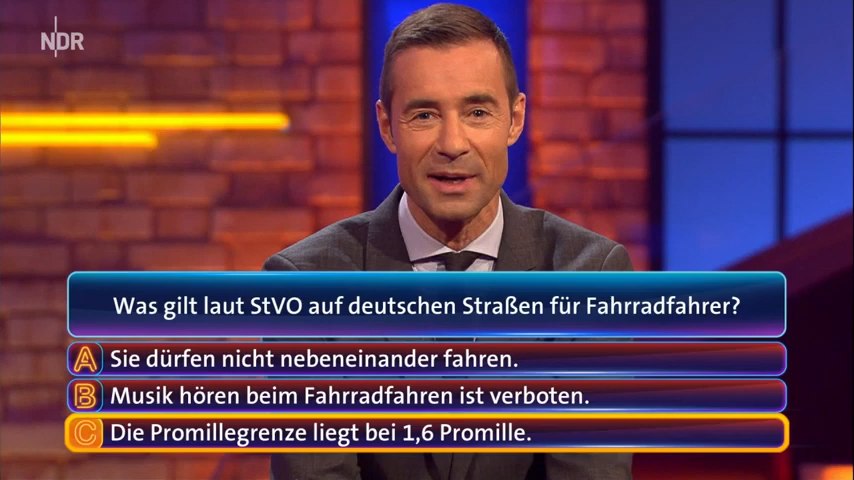 NDR
Was gilt laut StVO auf deutschen Straßen für Fahrradfahrer?
A Sie dürfen nicht nebeneinander fahren.
B Musik hören beim Fahrradfahren ist verboten.
C Die Promillegrenze liegt bei 1,6 Promille.